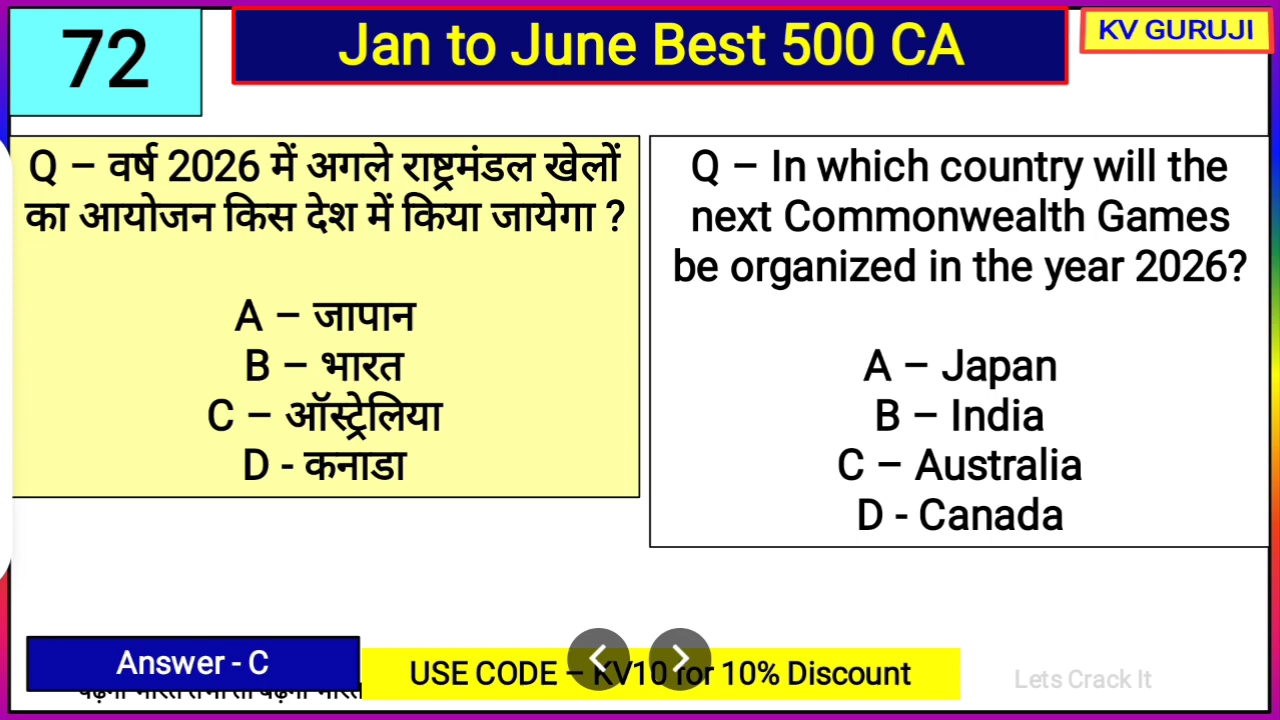 72
Jan to June Best 500 CA
KV GURUJI
Q – वर्ष 2026 में अगले राष्ट्रमंडल खेलों
का आयोजन किस देश में किया जायेगा ?
A – जापान
B – भारत
C – ऑस्ट्रेलिया
D - कनाडा
Q – In which country will the
next Commonwealth Games
be organized in the year 2026?
A – Japan
B – India
C – Australia
D - Canada
Answer - C
USE CODE – KV10 for 10% Discount
Lets Crack It